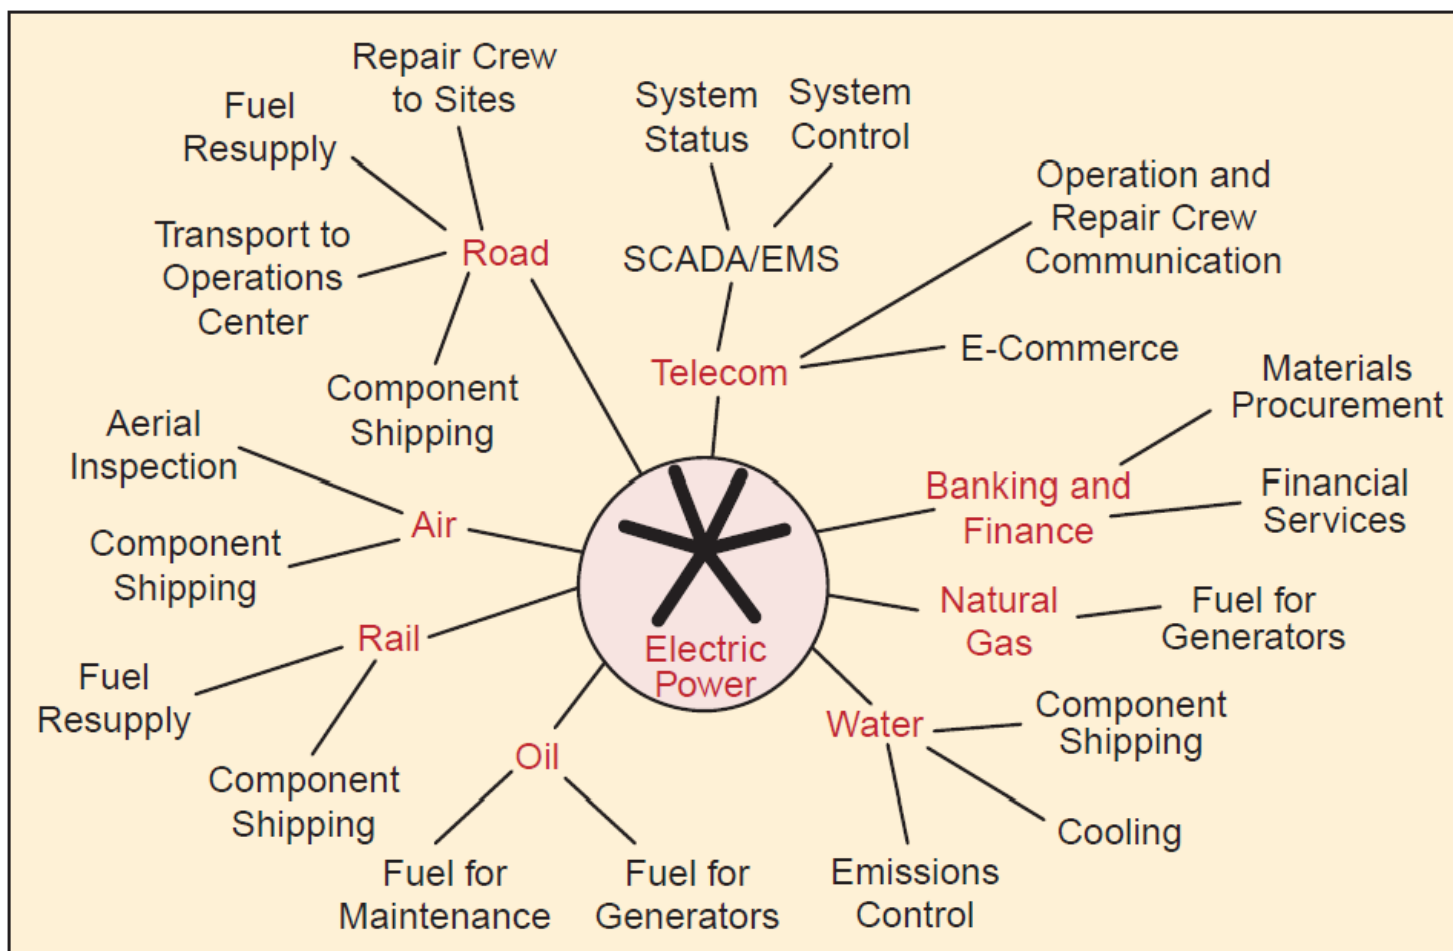 Repair Crew
to Sites
Fuel
Resupply
Transport to
Operations
Center
Road
Component
Shipping
System
Status
System
Control
SCADA/EMS
Telecom
Operation and
Repair Crew
Communication
E-Commerce
Materials
Procurement
Banking and
Finance
Financial
Services
Aerial
Inspection
Air
Component
Shipping
Rail
Fuel
Resupply
Component
Shipping
Electric
Power
Natural
Gas
Fuel for
Generators
Water
Component
Shipping
Cooling
Emissions
Control
Oil
Fuel for
Maintenance
Fuel for
Generators